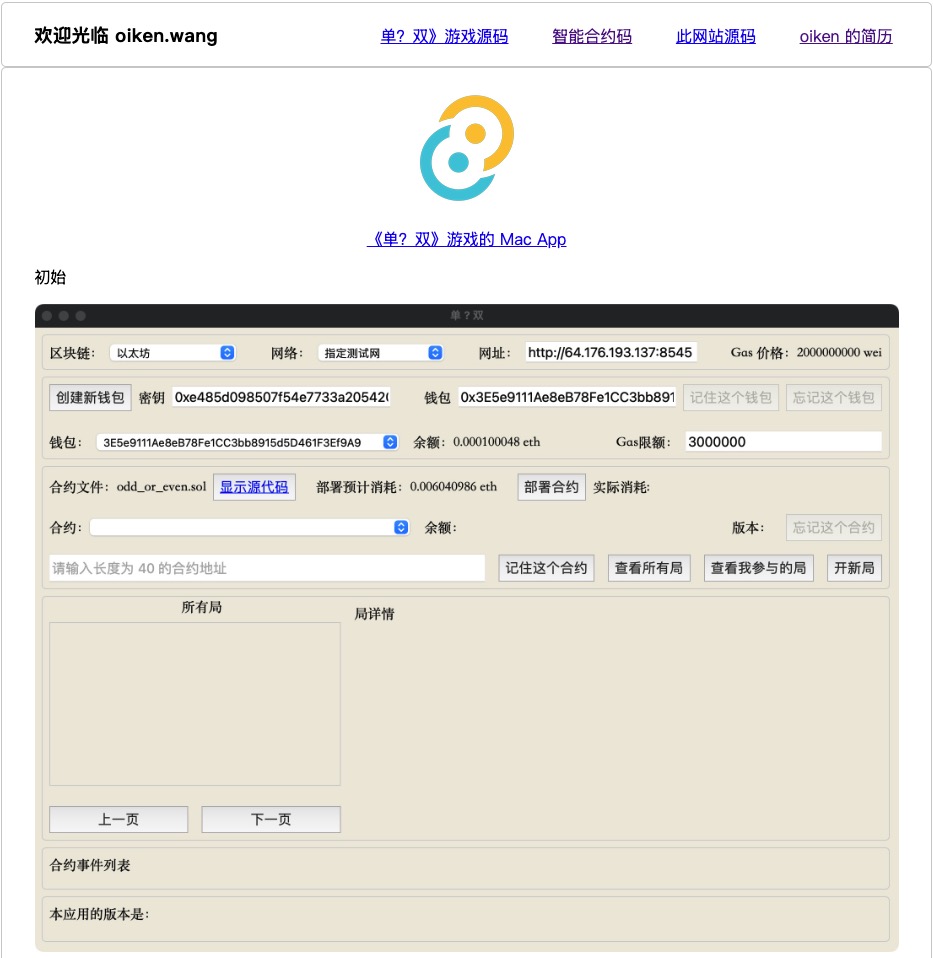 欢迎光临 oiken.wang 单？双》游戏源码 智能合约码 此网站源码 oiken 的简历
《单？双》游戏的 Mac App
初始
单？双
区块链： 以太坊 网络： 指定测试网 网址： http://64.176.193.137:8545 Gas 价格： 2000000000 wei
创建新钱包 密钥 0xe485d098507f54e7733a20542( 钱包 0x3E5e9111Ae8eB78Fe1CC3bb891 记住这个钱包 忘记这个钱包
钱包： 3E5e9111Ae8eB78Fe1CC3bb8915d5D461F3Ef9A9 余额： 0.000100048 eth Gas限额： 3000000
合约文件： odd_or_even.sol 显示源代码 部署预计消耗： 0.006040986 eth 部署合约 实际消耗:
合约： 余额： 版本： 忘记这个合约
请输入长度为 40 的合约地址 记住这个合约 查看所有局 查看我参与的局 开新局
所有局 局详情
上一页 下一页
合约事件列表
本应用的版本是：